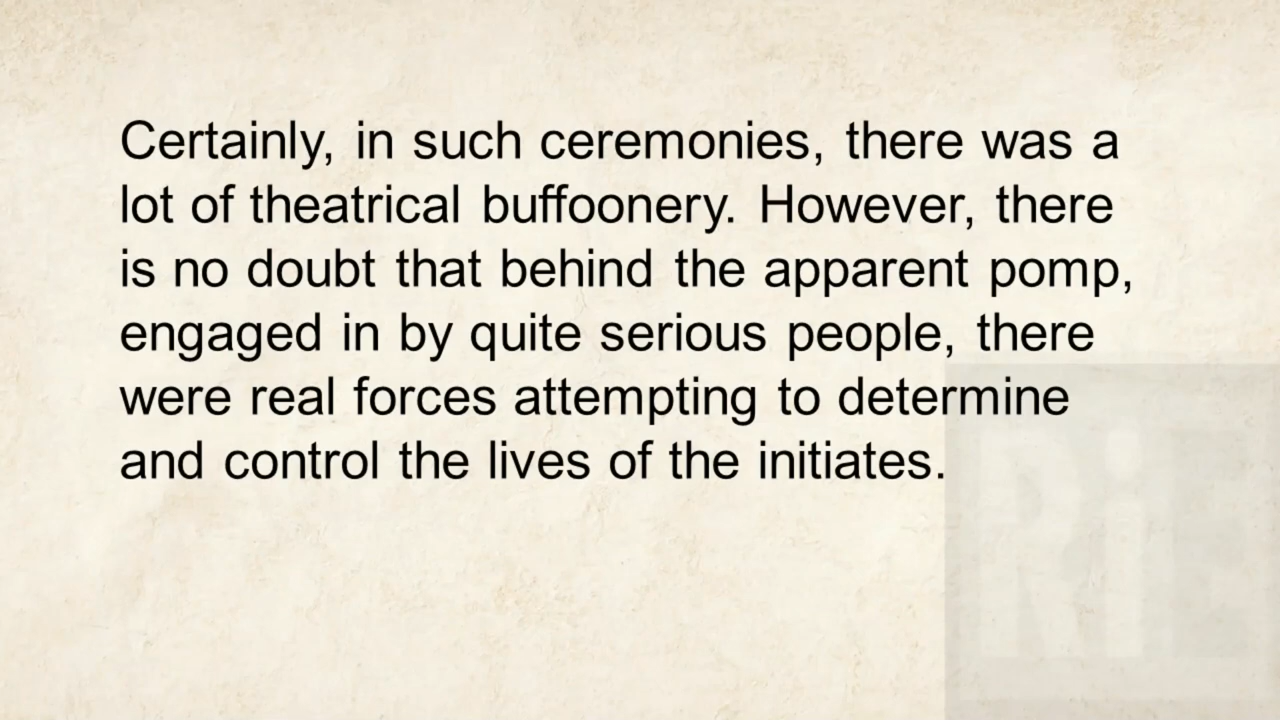 Certainly, in such ceremonies, there was a
lot of theatrical buffoonery. However, there
is no doubt that behind the apparent pomp,
engaged in by quite serious people, there
were real forces attempting to determine
and control the lives of the initiates.